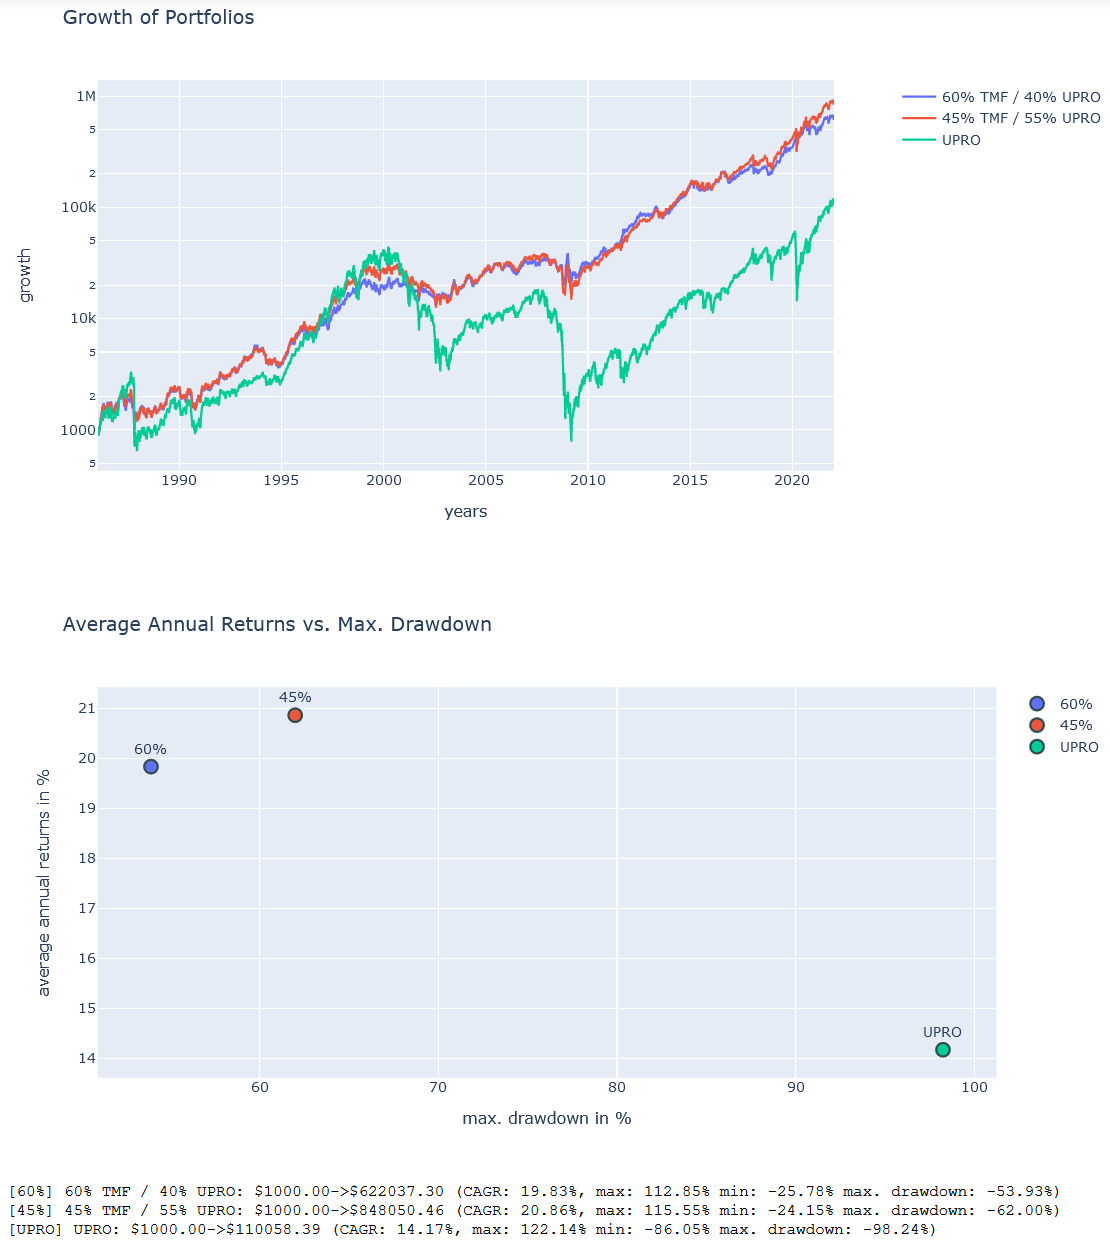 Growth of Portfolios
1M
5
2
100k
5
2
10k
5
2
1000
5
growth
1990
1995
2000
2005
2010
2015
2020
years
60% TMF / 40% UPRO
45% TMF / 55% UPRO
UPRO
Average Annual Returns vs. Max. Drawdown
21
20
19
18
17
16
15
14
average annual returns in %
45%
60%
UPRO
60
70
80
90
100
max. drawdown in %
60%
45%
UPRO
[60%] 60% TMF / 40% UPRO: $1000.00->$622037.30 (CAGR: 19.83%, max: 112.85% min: -25.78% max. drawdown: -53.93%)
[45%] 45% TMF / 55% UPRO: $1000.00->$848050.46 (CAGR: 20.86%, max: 115.55% min: -24.15% max. drawdown: -62.00%)
[UPRO] UPRO: $1000.00->$110058.39 (CAGR: 14.17%, max: 122.14% min: -86.05% max. drawdown: -98.24%)